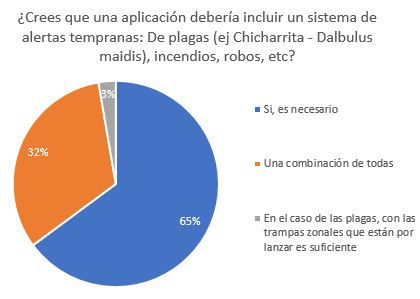 ¿Crees que una aplicación debería incluir un sistema de
alertas tempranas: De plagas (ej Chicharrita - Dalbulus
maidis), incendios, robos, etc?
3%
32%
65%
Si, es necesario
Una combinación de todas
En el caso de las plagas, con las
trampas zonales que están por
lanzar es suficiente